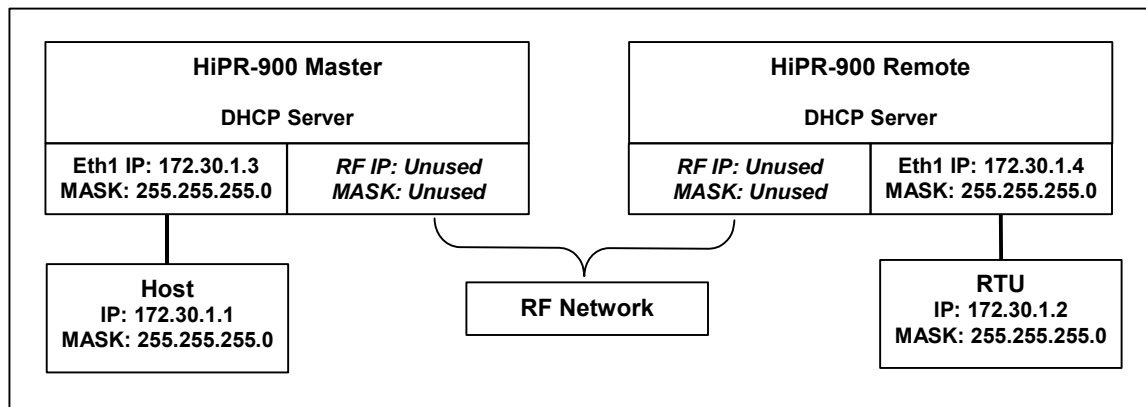 HiPR-900 Master
DHCP Server
Eth1 IP: 172.30.1.3
MASK: 255.255.255.0
RF IP: Unused
MASK: Unused
HiPR-900 Remote
DHCP Server
RF IP: Unused
MASK: Unused
Eth1 IP: 172.30.1.4
MASK: 255.255.255.0
Host
IP: 172.30.1.1
MASK: 255.255.255.0
RF Network
RTU
IP: 172.30.1.2
MASK: 255.255.255.0